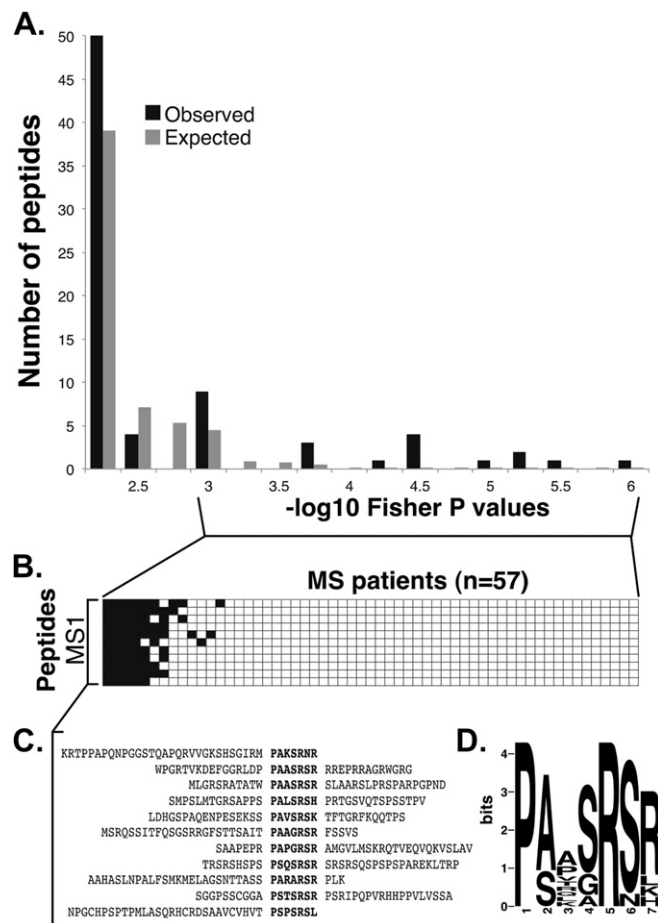 A.
50
45
40
35
30
25
20
15
10
5
0
Number of peptides
Observed
Expected
2.5 3 3.5 4 4.5 5 5.5 6
-log10 Fisher P values
B.
MS patients (n=57)
Peptides
MS1
C.
KRTPPAPQNPGGSTQAPQRVVGKSHSGIRM PAKSRNR
WPGRTVKDEFGGRLDP PAASRSR RREPRRAGRWGRG
MLGRSRATATW PAASRSR SLAARSLPRSPARPGPND
SMPSLMTGRSAPPS PALSRSH PRTGSVQTSPSSTPV
LDHGSPAQENPESEKSS PAVSRSK TFTGRFKQQTPS
MSRQSSITFQSGSRRGFSTTSAIT PAAGRSR FSSVS
SAAPEPR PAPGRSR AMGVLMSKRQTVEQVQKVSLAV
TRSRSHSPS PSQSRSR SRSRSQSPSPSPAREKLTRP
AAHASLNPALFSMKMELAGSNTTASS PARARSR PLK
SGGPSSCGGA PSTSRSR PSRIPQPVRHHPPVLVSSA
NPGCHPSPTPMLASQRHCRDSAAVCVHVT PSPSRSL
D.
bits
4
3
2
1
0
1 2 3 4 5 6 7